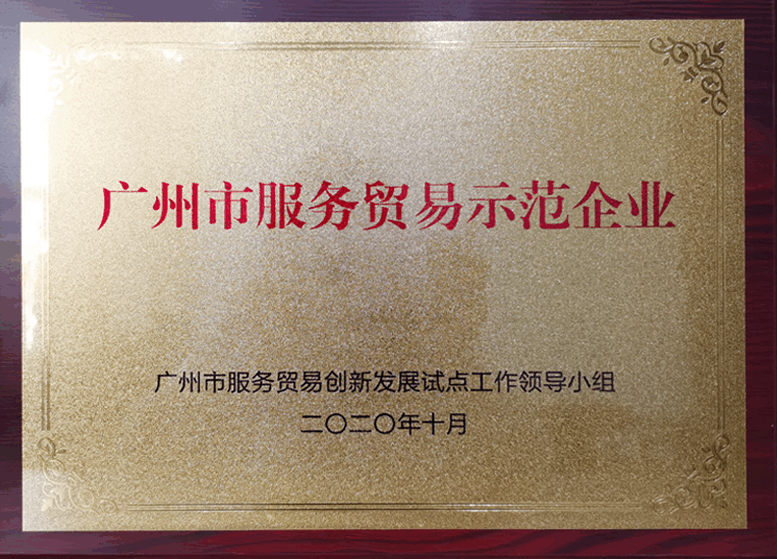 广州市服务贸易示范企业
广州市服务贸易创新发展试点工作领导小组
二〇二〇年十月